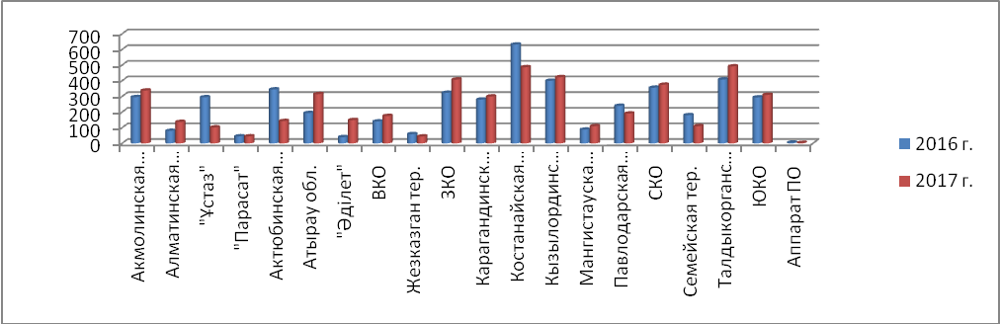 700
600
500
400
300
200
100
0
Акмолинская...
Алматинская...
"Ұстаз"
"Парасат"
Актюбинская...
Атырау обл.
"Әділет"
ВКО
Жезказган тер.
ЗКО
Карагандинск...
Костанайская...
Кызылординс...
Мангистауска...
Павлодарская...
СКО
Семейская тер.
Талдыкорганс...
ЮКО
Аппарат ПО
2016 г.
2017 г.